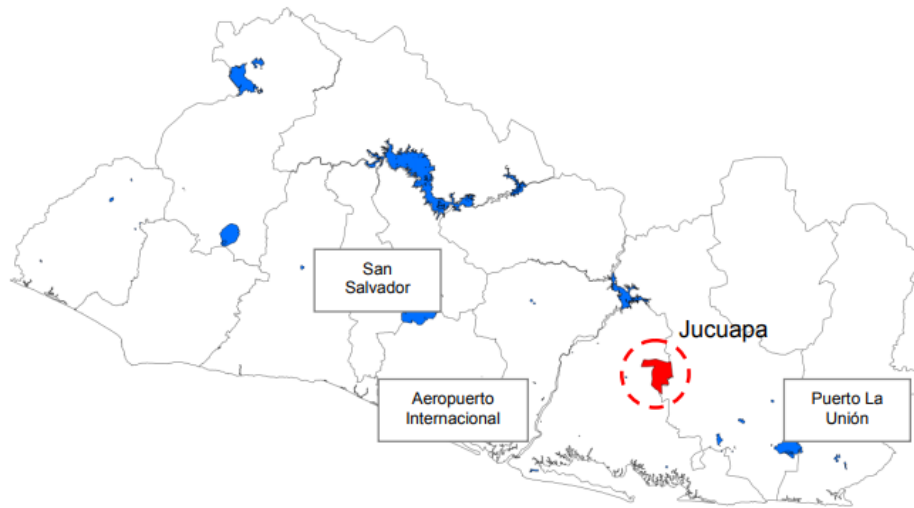 San
Salvador
Jucuapa
Aeropuerto
Internacional
Puerto La
Unión